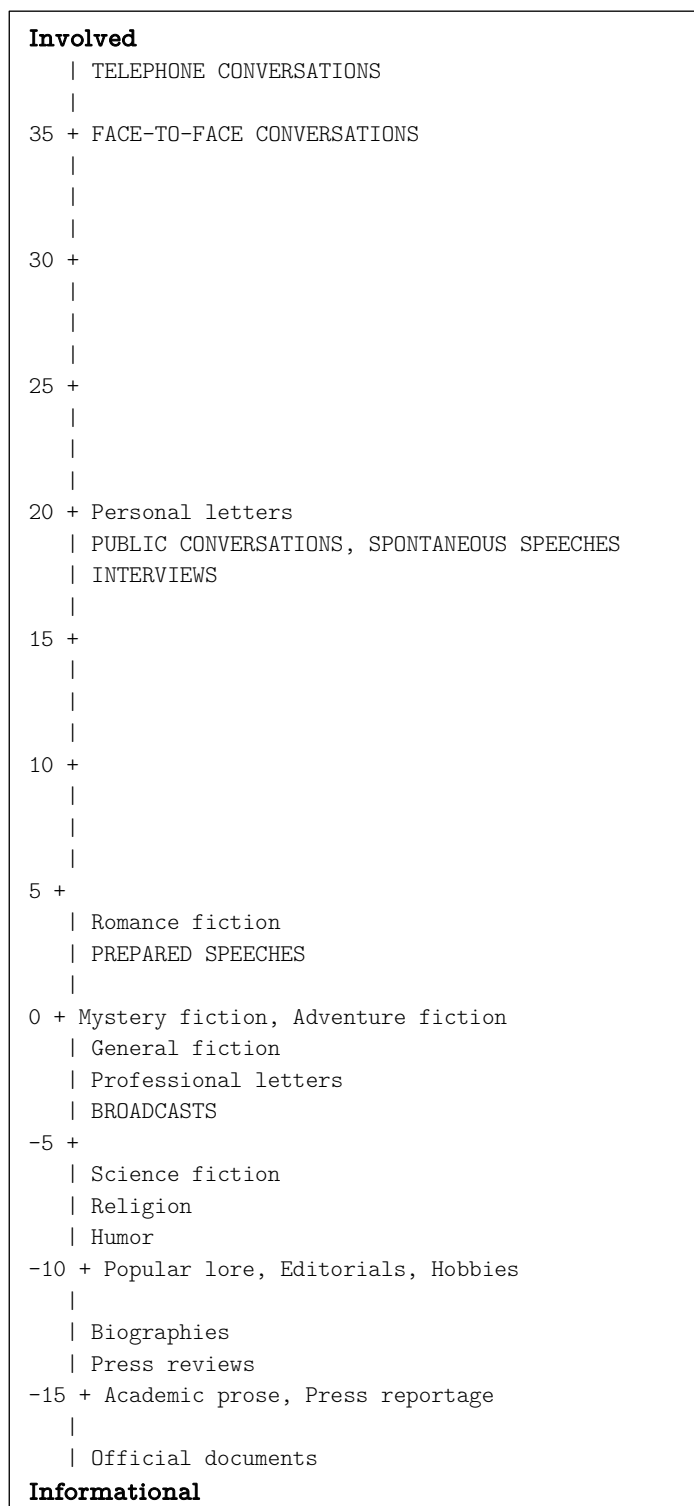 Involved
| TELEPHONE CONVERSATIONS
|
35 + FACE-TO-FACE CONVERSATIONS
|
|
|
30 +
|
|
|
25 +
|
|
|
20 + Personal letters
| PUBLIC CONVERSATIONS, SPONTANEOUS SPEECHES
| INTERVIEWS
|
15 +
|
|
|
10 +
|
|
|
5 +
| Romance fiction
| PREPARED SPEECHES
|
0 + Mystery fiction, Adventure fiction
| General fiction
| Professional letters
| BROADCASTS
-5 +
| Science fiction
| Religion
| Humor
-10 + Popular lore, Editorials, Hobbies
|
| Biographies
| Press reviews
-15 + Academic prose, Press reportage
|
| Official documents
Informational